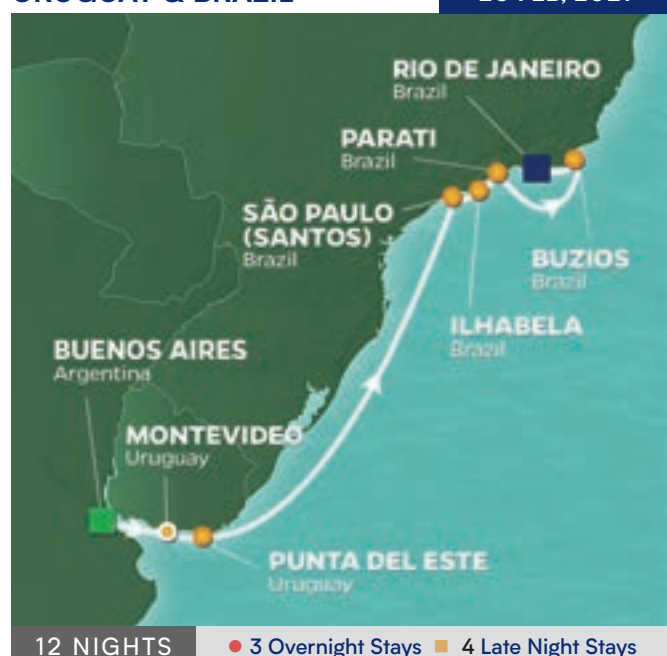 RIO DE JANEIRO
Brazil
PARATI
Brazil
SÃO PAULO
(SANTOS)
Brazil
BUZIOS
Brazil
ILHABELA
Brazil
BUENOS AIRES
Argentina
MONTEVIDEO
Uruguay
PUNTA DEL ESTE
Uruguay
12 NIGHTS
3 Overnight Stays
4 Late Night Stays